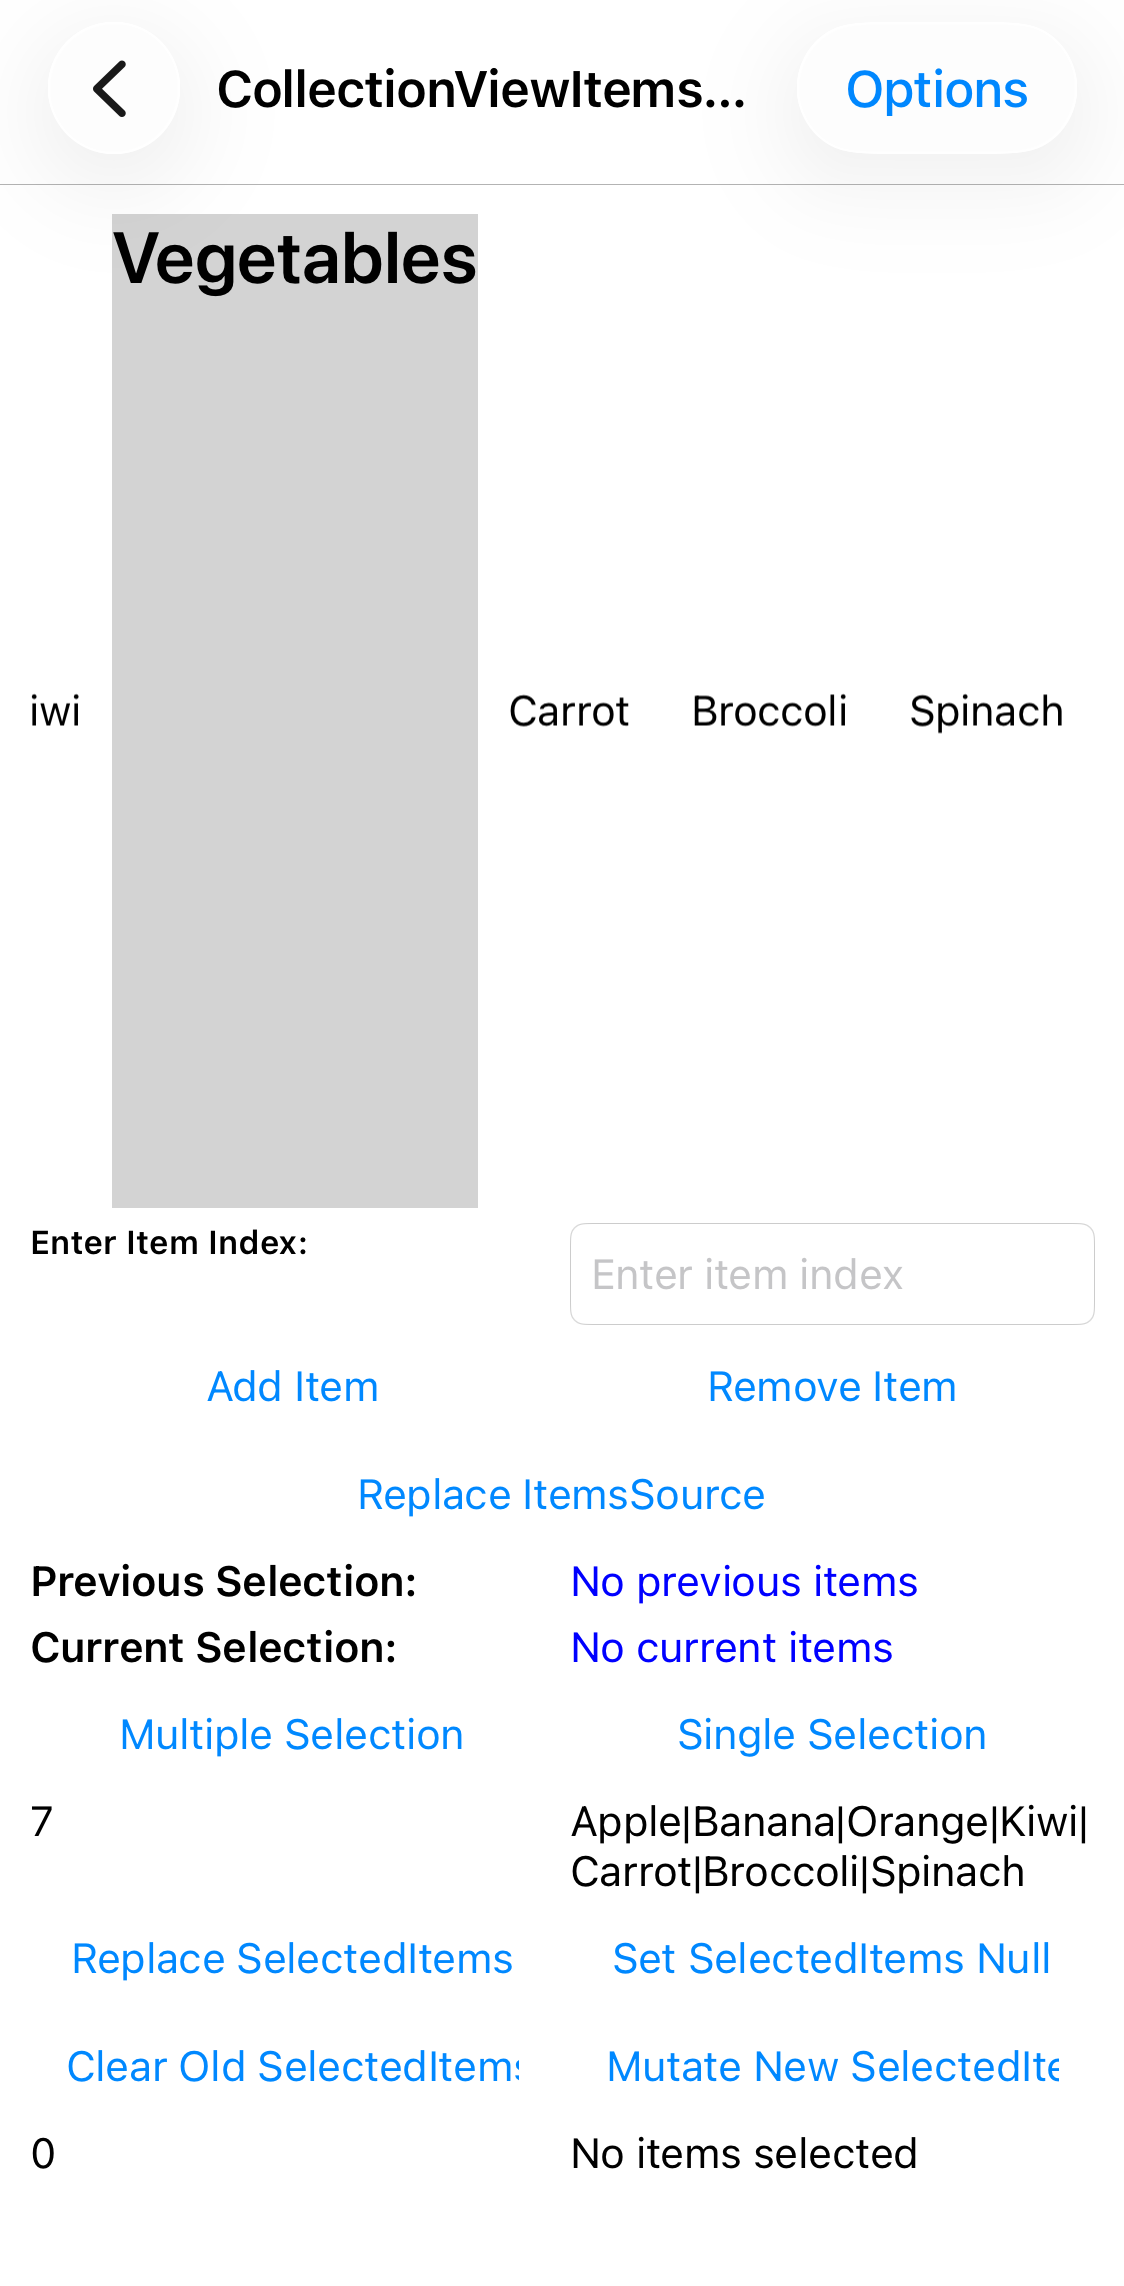 CollectionViewItems...
Options
Vegetables
iwi
Carrot
Broccoli
Spinach
Enter Item Index:
Enter item index
Add Item
Remove Item
Replace ItemsSource
Previous Selection:
No previous items
Current Selection:
No current items
Multiple Selection
Single Selection
7
Apple|Banana|Orange|Kiwi|
Carrot|Broccoli|Spinach
Replace SelectedItems
Set SelectedItems Null
Clear Old SelectedItems
Mutate New SelectedIte
0
No items selected